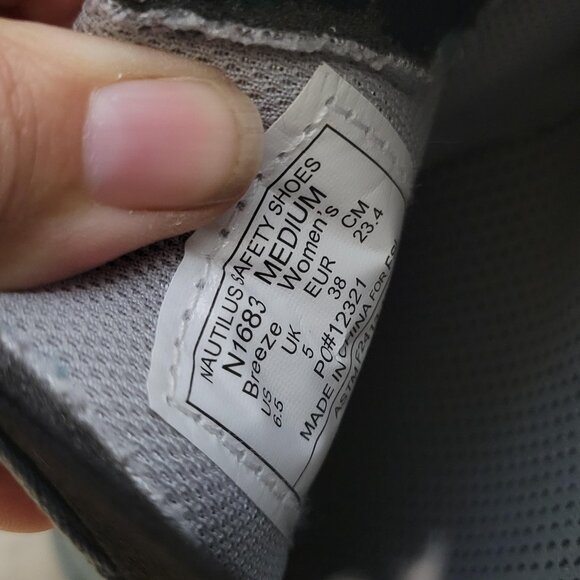 NAUTILUS SAFETY SHOES
N1683 MEDIUM
Breeze Women's
US UK EUR CM
6.5 5 38 23.4
PO#12321
MADE IN CHINA FOR
ASTM